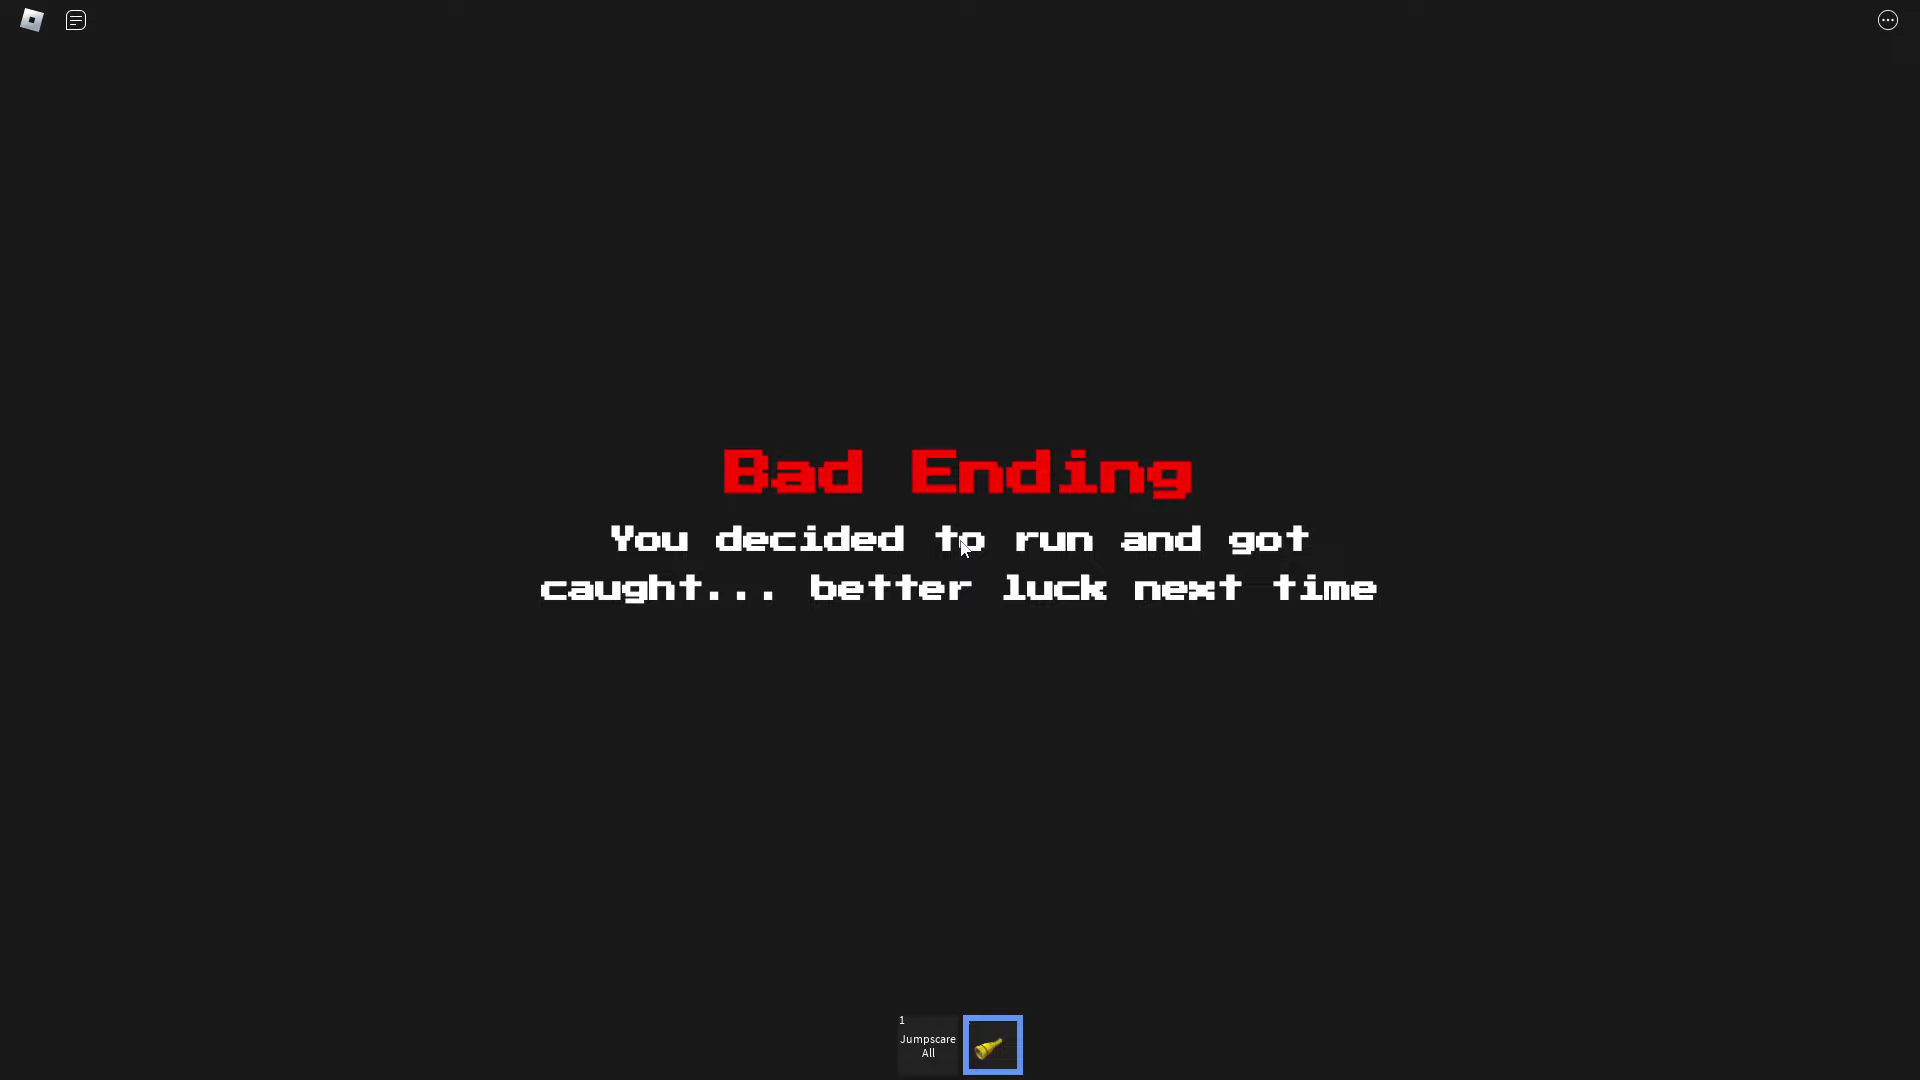 Bad Ending
You decided to run and got
caught... better luck next time
1
Jumpscare
All